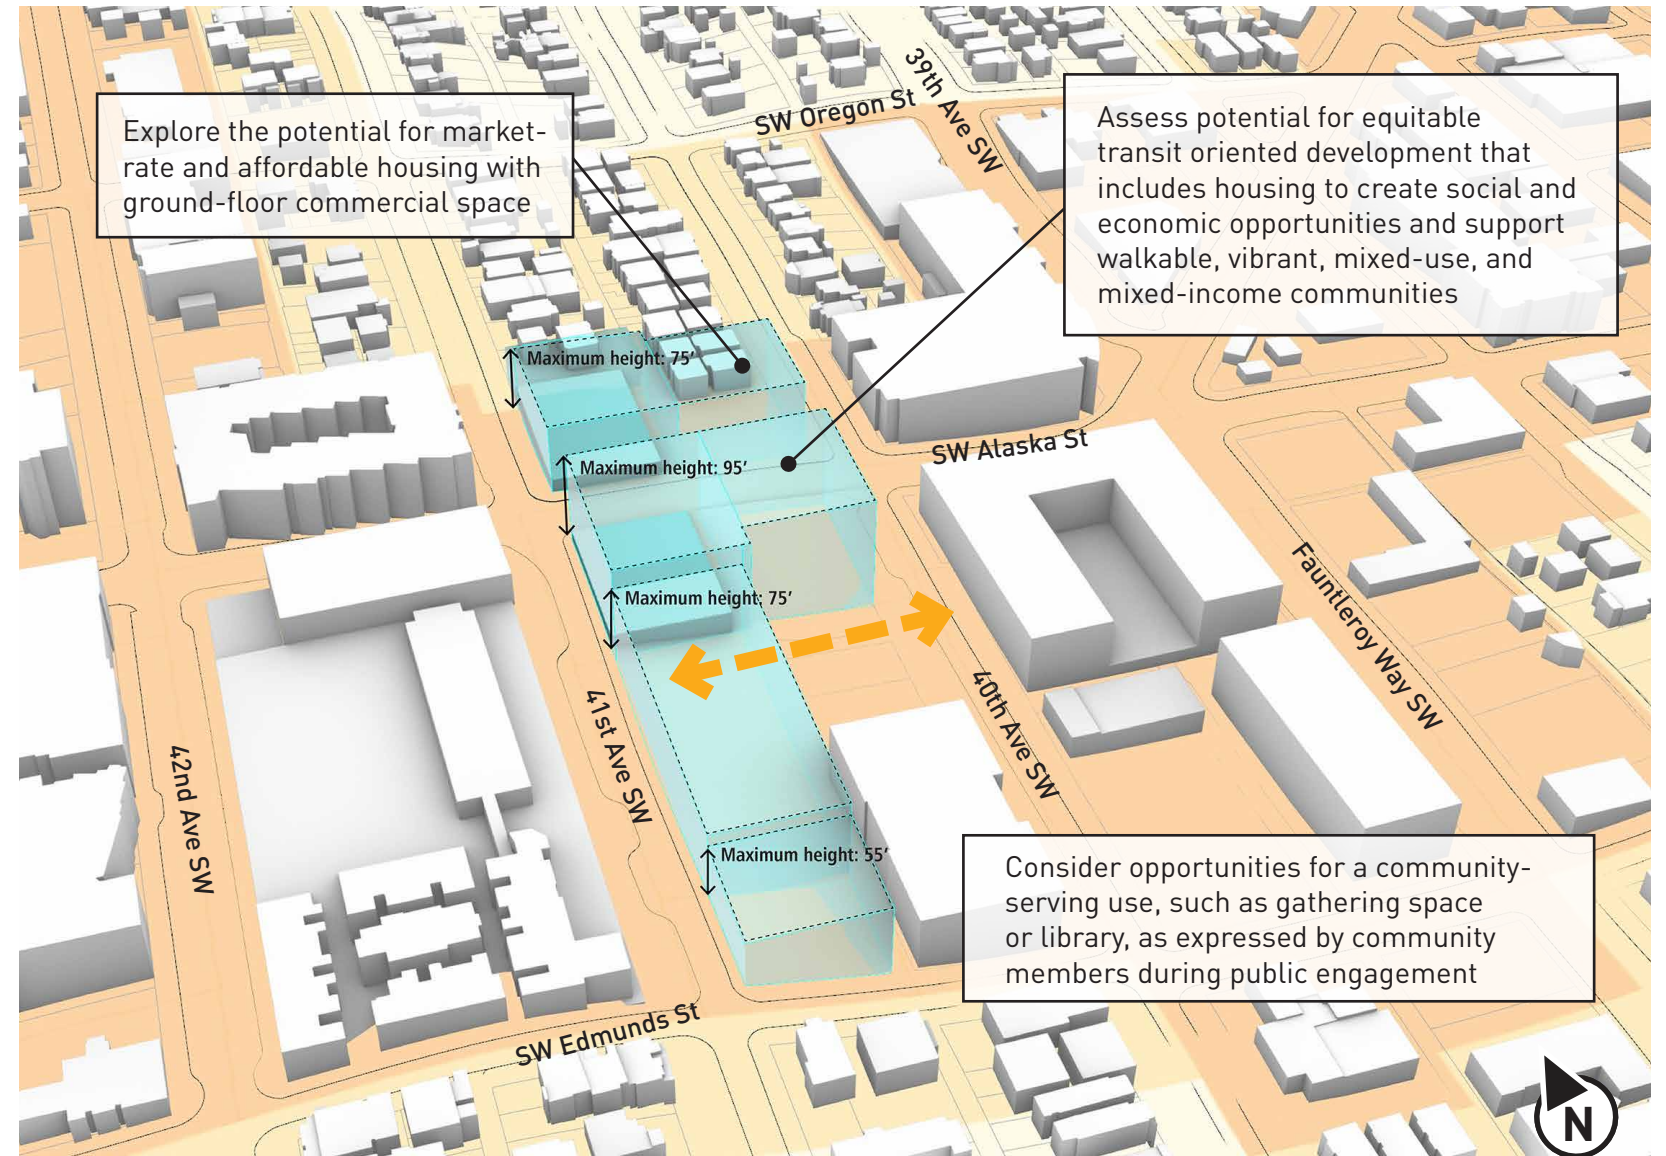 39th Ave SW
SW Oregon St
Explore the potential for market-
rate and affordable housing with
ground-floor commercial space
Assess potential for equitable
transit oriented development that
includes housing to create social and
economic opportunities and support
walkable, vibrant, mixed-use, and
mixed-income communities
Maximum height: 75’
SW Alaska St
Maximum height: 95’
Maximum height: 75’
Fauntleroy Way SW
40th Ave SW
41st Ave SW
42nd Ave SW
Maximum height: 55’
Consider opportunities for a community-
serving use, such as gathering space
or library, as expressed by community
members during public engagement
SW Edmunds St
N